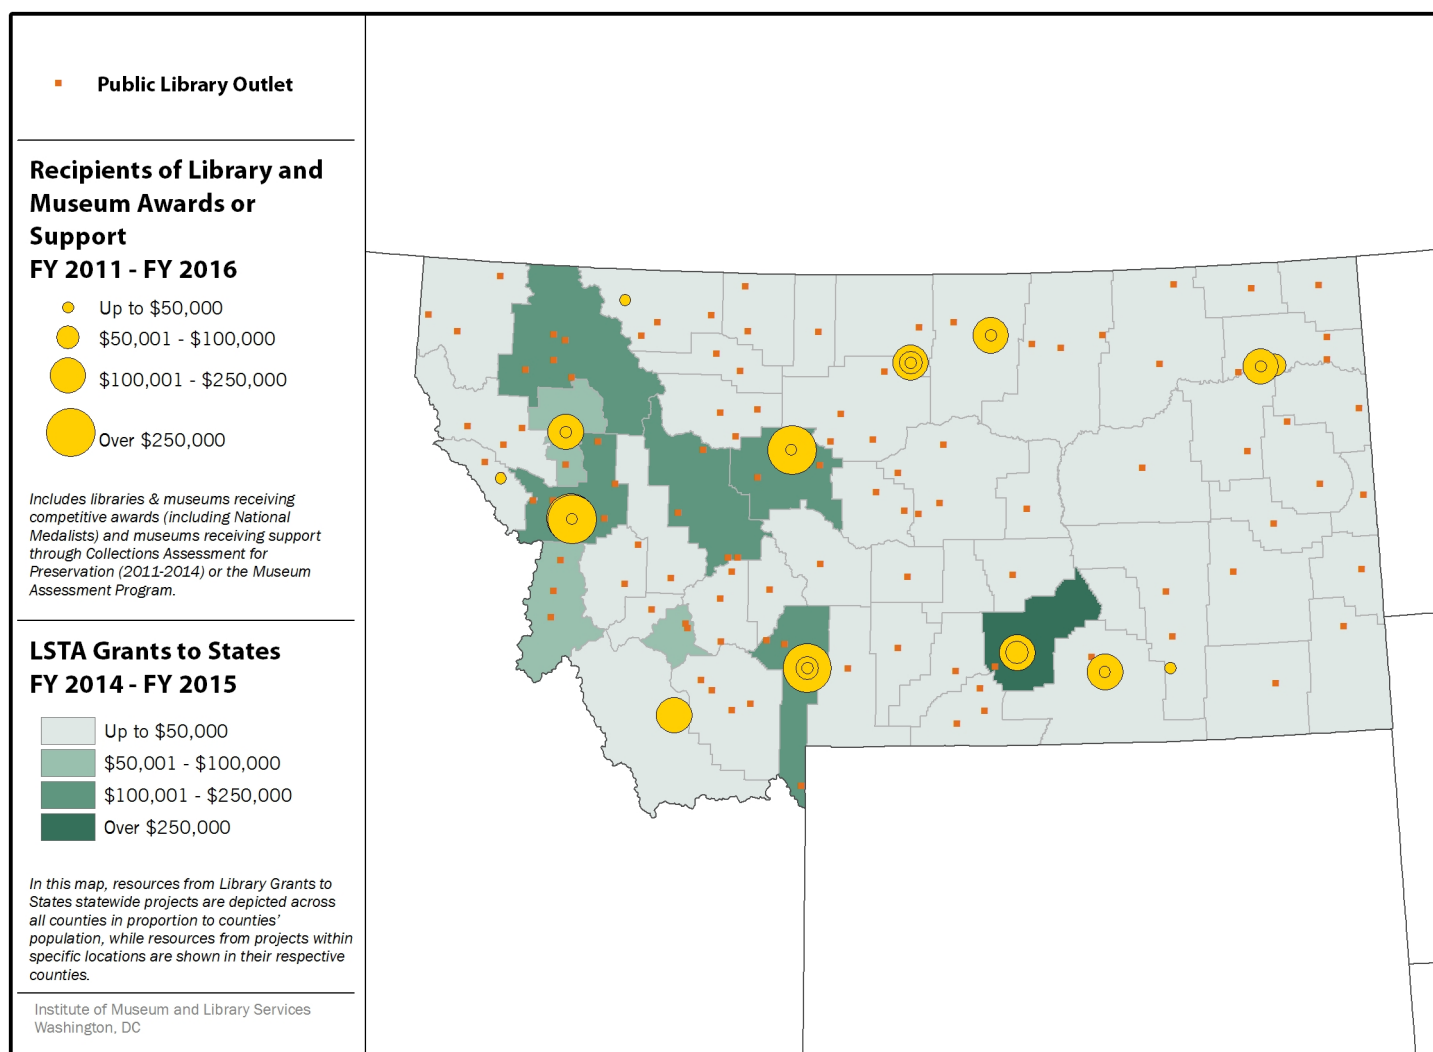 Public Library Outlet
Recipients of Library and
Museum Awards or
Support
FY 2011 - FY 2016
Up to $50,000
$50,001 - $100,000
$100,001 - $250,000
Over $250,000
Includes libraries & museums receiving
competitive awards (including National
Medalists) and museums receiving support
through Collections Assessment for
Preservation (2011-2014) or the Museum
Assessment Program.
LSTA Grants to States
FY 2014 - FY 2015
Up to $50,000
$50,001 - $100,000
$100,001 - $250,000
Over $250,000
In this map, resources from Library Grants to
States statewide projects are depicted across
all counties in proportion to counties’
population, while resources from projects within
specific locations are shown in their respective
counties.
Institute of Museum and Library Services
Washington, DC